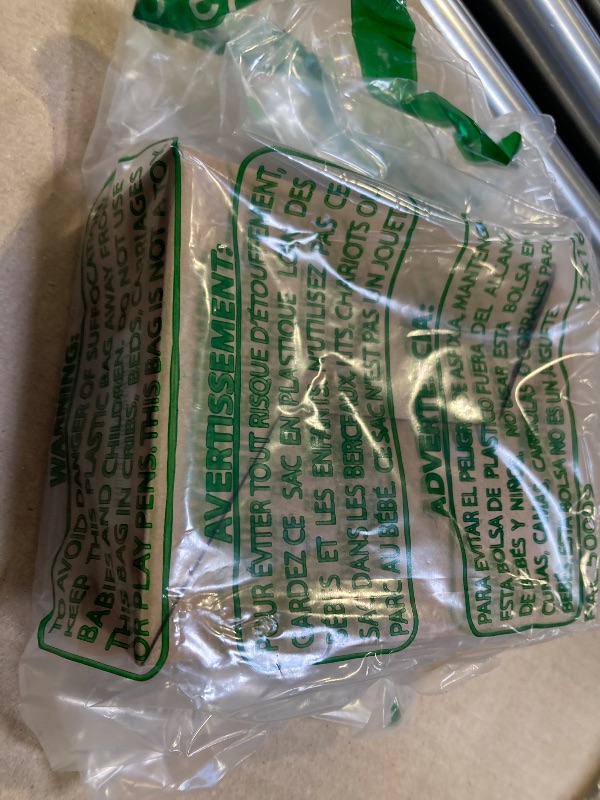 WARNING:
TO AVOID DANGER OF SUFFOCATION,
KEEP THIS PLASTIC BAG AWAY FROM
BABIES AND CHILDREN. DO NOT USE
THIS BAG IN CRIBS, BEDS, CARRIAGES
OR PLAY PENS. THIS BAG IS NOT A TOY
AVERTISSEMENT:
POUR ÉVITER TOUT RISQUE D'ÉTOUFFEMENT,
GARDEZ CE SAC EN PLASTIQUE LOIN DES
BÉBÉS ET LES ENFANTS. N'UTILISEZ PAS CE
SAC DANS LES BERCEAUX, LITS, CHARIOTS OU
PARC AU BÉBÉ. CE SAC N'EST PAS UN JOUET
ADVERTENCIA:
PARA EVITAR EL PELIGRO DE ASFIXIA, MANTENGA
ESTA BOLSA DE PLASTICO FUERA DEL ALCANCE
DE BEBÉS Y NIÑOS. NO USAR ESTA BOLSA EN
CUNAS, CAMAS, CARRIOLAS O CORRALES PARA
BEBÉS. ESTA BOLSA NO ES UN JUGUETE